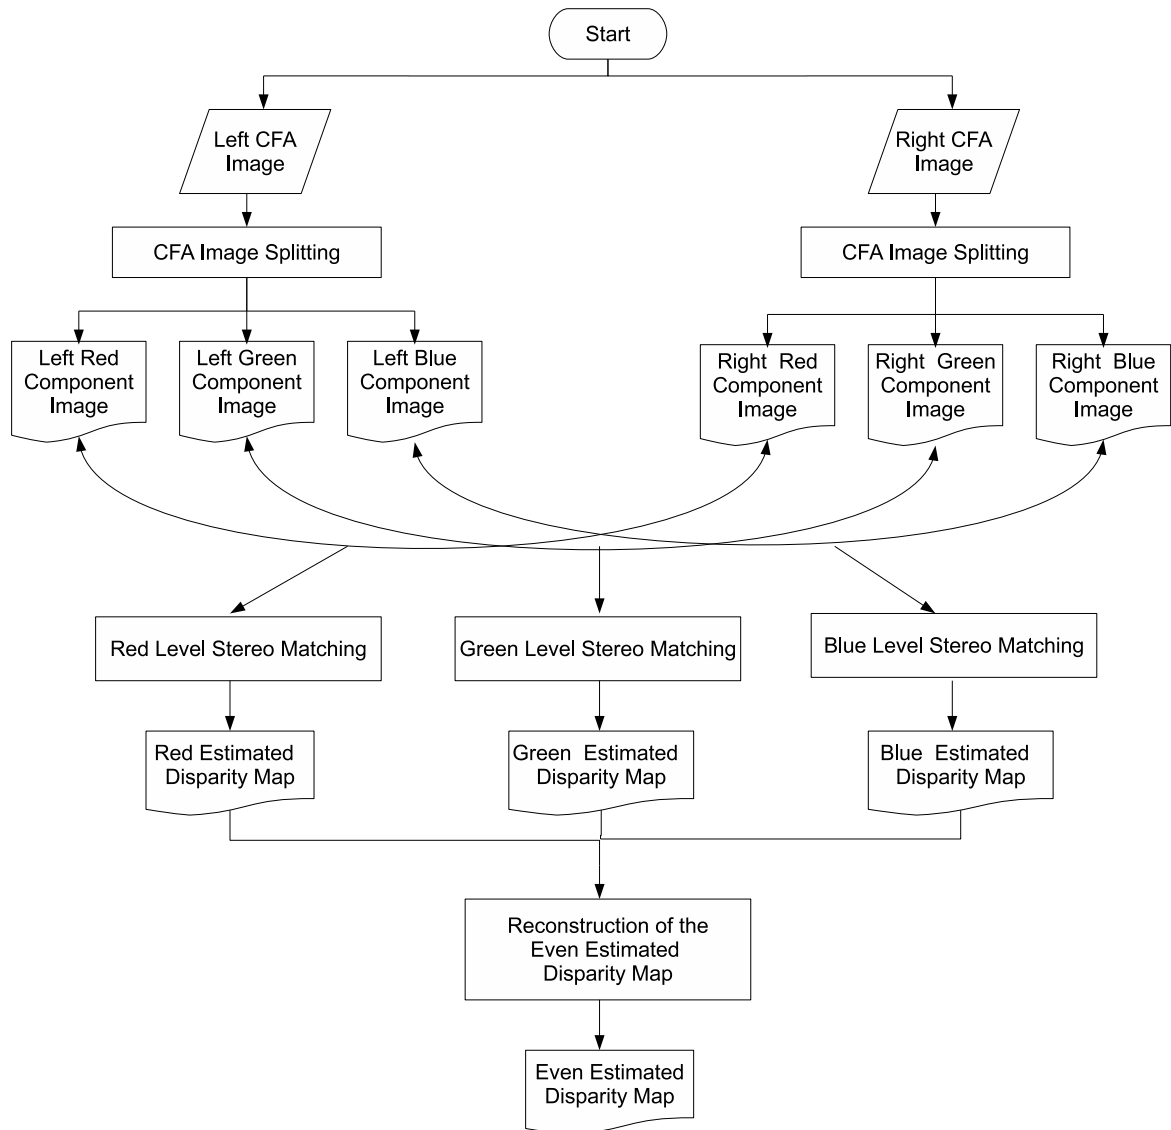 Start
Left CFA
Image
Right CFA
Image
CFA Image Splitting
CFA Image Splitting
Left Red
Component
Image
Left Green
Component
Image
Left Blue
Component
Image
Right Red
Component
Image
Right Green
Component
Image
Right Blue
Component
Image
Red Level Stereo Matching
Green Level Stereo Matching
Blue Level Stereo Matching
Red Estimated
Disparity Map
Green Estimated
Disparity Map
Blue Estimated
Disparity Map
Reconstruction of the
Even Estimated
Disparity Map
Even Estimated
Disparity Map